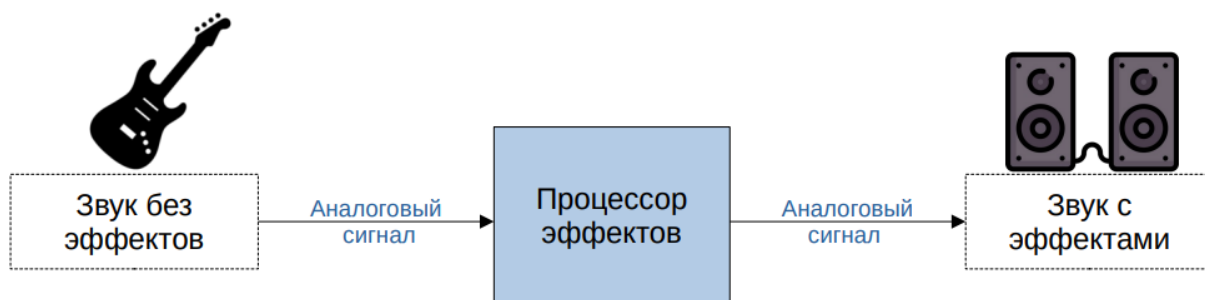 Звук без
эффектов
Аналоговый
сигнал
Процессор
эффектов
Аналоговый
сигнал
Звук с
эффектами